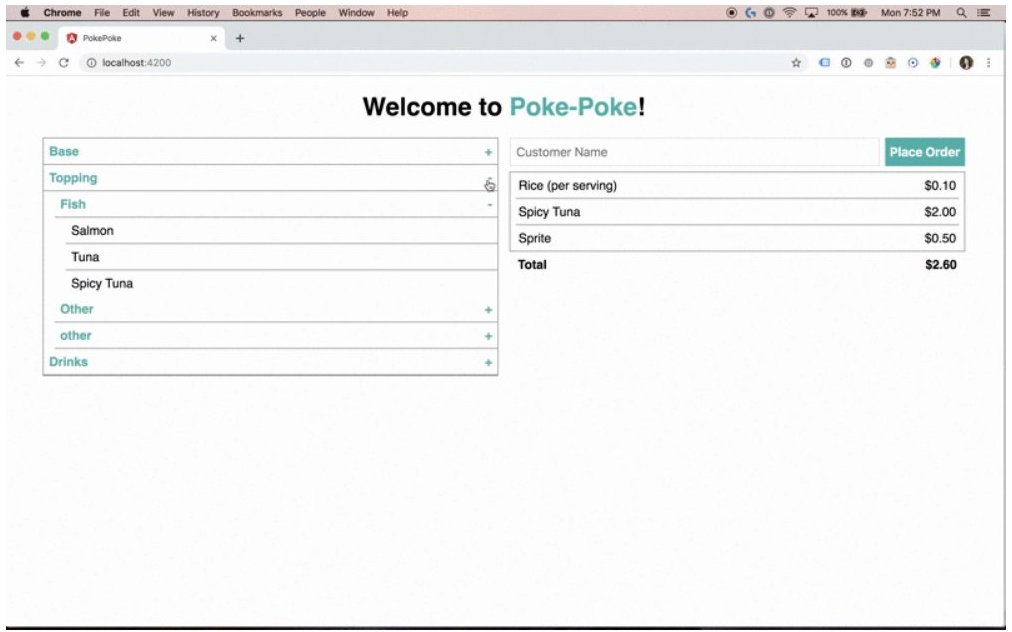 Chrome File Edit View History Bookmarks People Window Help 100% Mon 7:52 PM
PokePoke
localhost:4200
Welcome to Poke-Poke!
Base +
Topping
Fish -
Salmon
Tuna
Spicy Tuna
Other +
other +
Drinks +
Customer Name Place Order
Rice (per serving) $0.10
Spicy Tuna $2.00
Sprite $0.50
Total $2.60